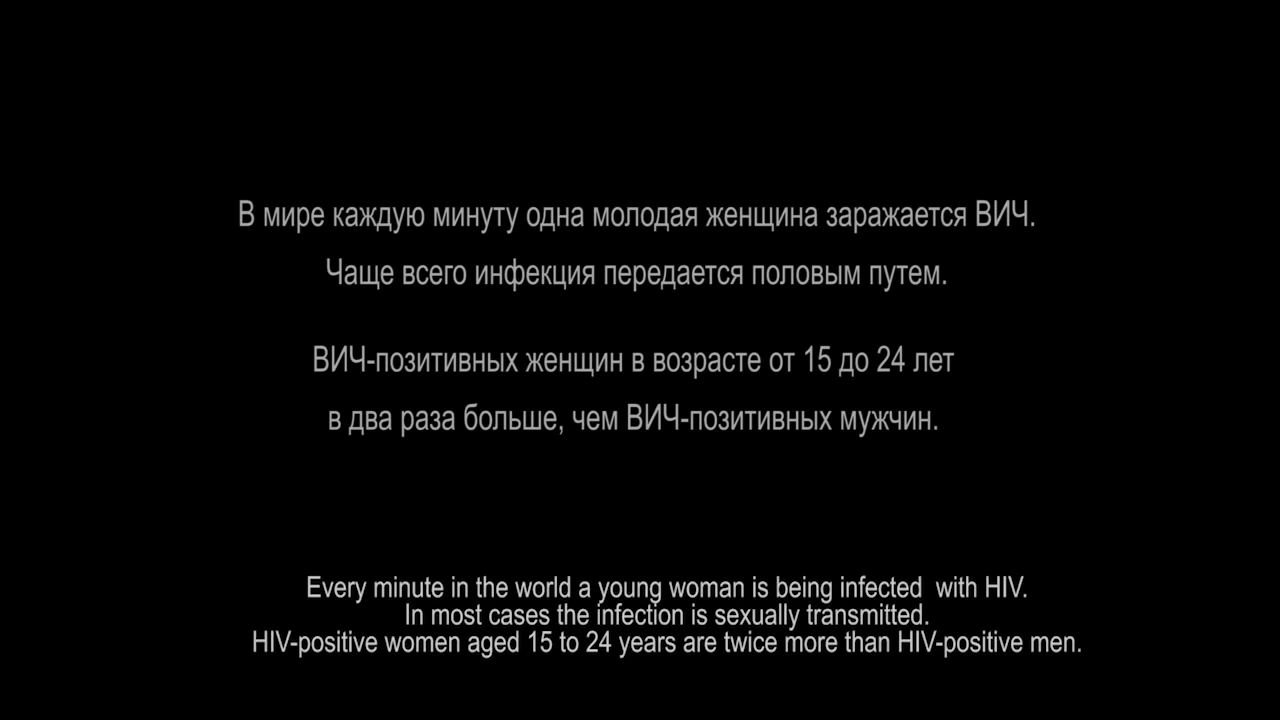 В мире каждую минуту одна молодая женщина заражается ВИЧ.
Чаще всего инфекция передается половым путем.
ВИЧ-позитивных женщин в возрасте от 15 до 24 лет
в два раза больше, чем ВИЧ-позитивных мужчин.
Every minute in the world a young woman is being infected  with HIV.
In most cases the infection is sexually transmitted.
HIV-positive women aged 15 to 24 years are twice more than HIV-positive men.